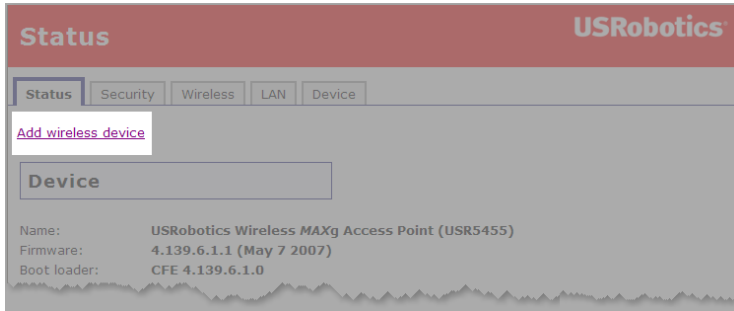 Status
USRobotics
Status Security Wireless LAN Device
Add wireless device
Device
Name: USRobotics Wireless MAXg Access Point (USR5455)
Firmware: 4.139.6.1.1 (May 7 2007)
Boot loader: CFE 4.139.6.1.0